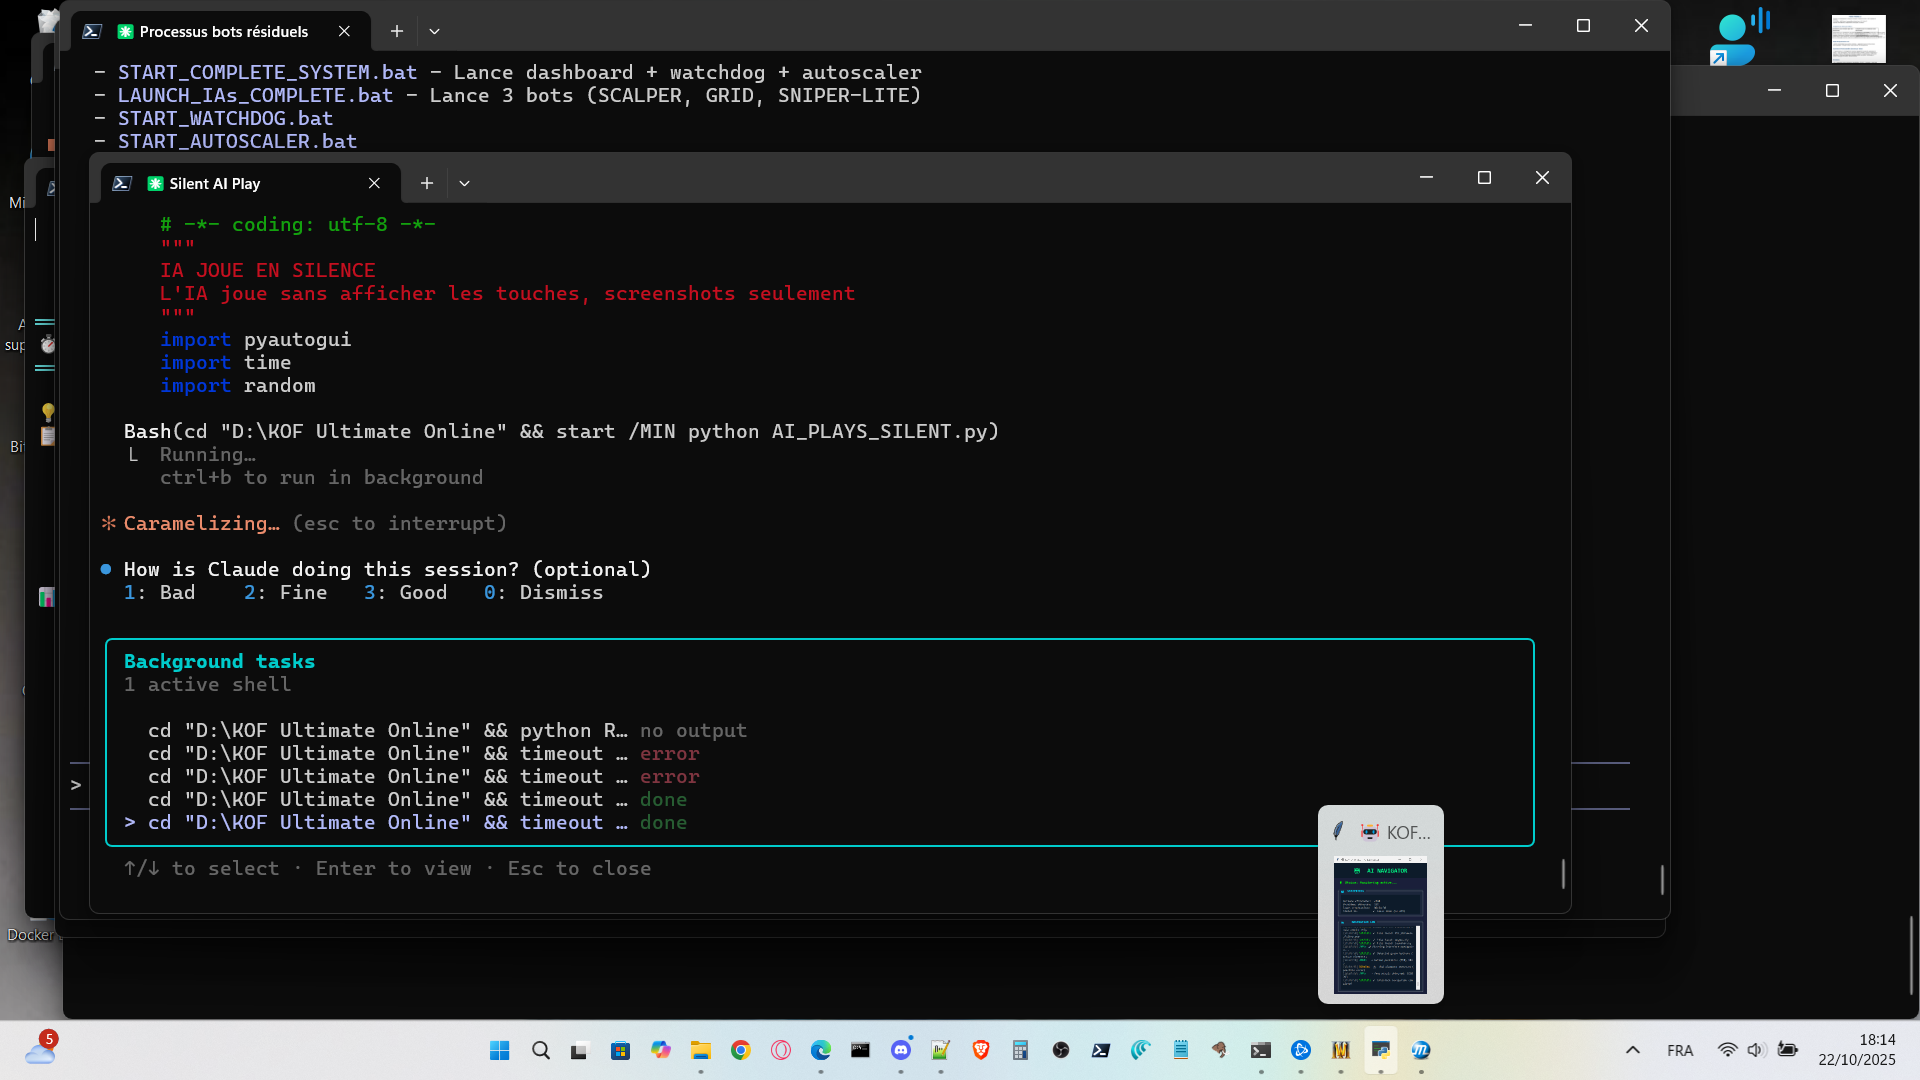 Processus bots résiduels
- START_COMPLETE_SYSTEM.bat - Lance dashboard + watchdog + autoscaler
- LAUNCH_IAs_COMPLETE.bat - Lance 3 bots (SCALPER, GRID, SNIPER-LITE)
- START_WATCHDOG.bat
- START_AUTOSCALER.bat
Silent AI Play
# -*- coding: utf-8 -*-
"""
IA JOUE EN SILENCE
L'IA joue sans afficher les touches, screenshots seulement
"""
import pyautogui
import time
import random
Bash(cd "D:\KOF Ultimate Online" && start /MIN python AI_PLAYS_SILENT.py)
Running…
ctrl+b to run in background
Caramelizing… (esc to interrupt)
How is Claude doing this session? (optional)
1: Bad 2: Fine 3: Good 0: Dismiss
Background tasks
1 active shell
cd "D:\KOF Ultimate Online" && python R… no output
cd "D:\KOF Ultimate Online" && timeout … error
cd "D:\KOF Ultimate Online" && timeout … error
cd "D:\KOF Ultimate Online" && timeout … done
> cd "D:\KOF Ultimate Online" && timeout … done
↑/↓ to select · Enter to view · Esc to close
>
KOF...
AI NAVIGATOR
Docker
5
FRA
18:14
22/10/2025